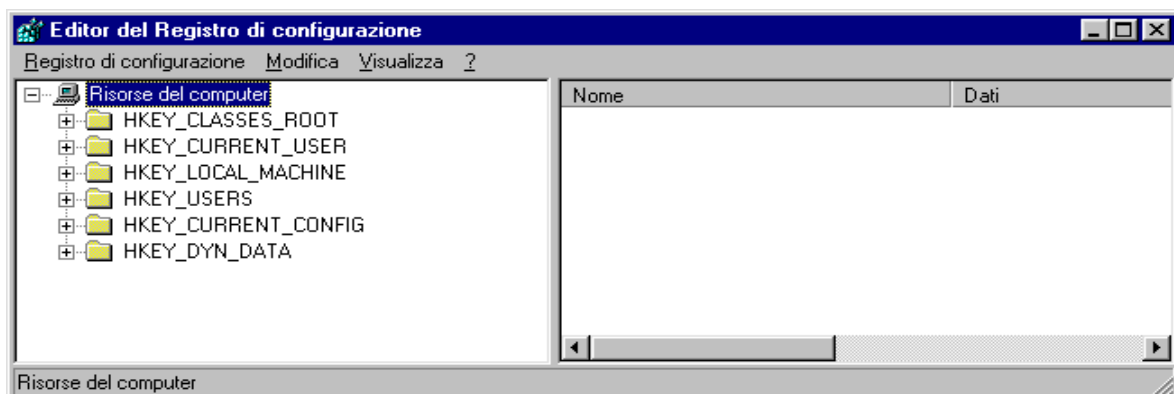 Editor del Registro di configurazione
Registro di configurazione Modifica Visualizza ?
Risorse del computer
HKEY_CLASSES_ROOT
HKEY_CURRENT_USER
HKEY_LOCAL_MACHINE
HKEY_USERS
HKEY_CURRENT_CONFIG
HKEY_DYN_DATA
Nome Dati
Risorse del computer